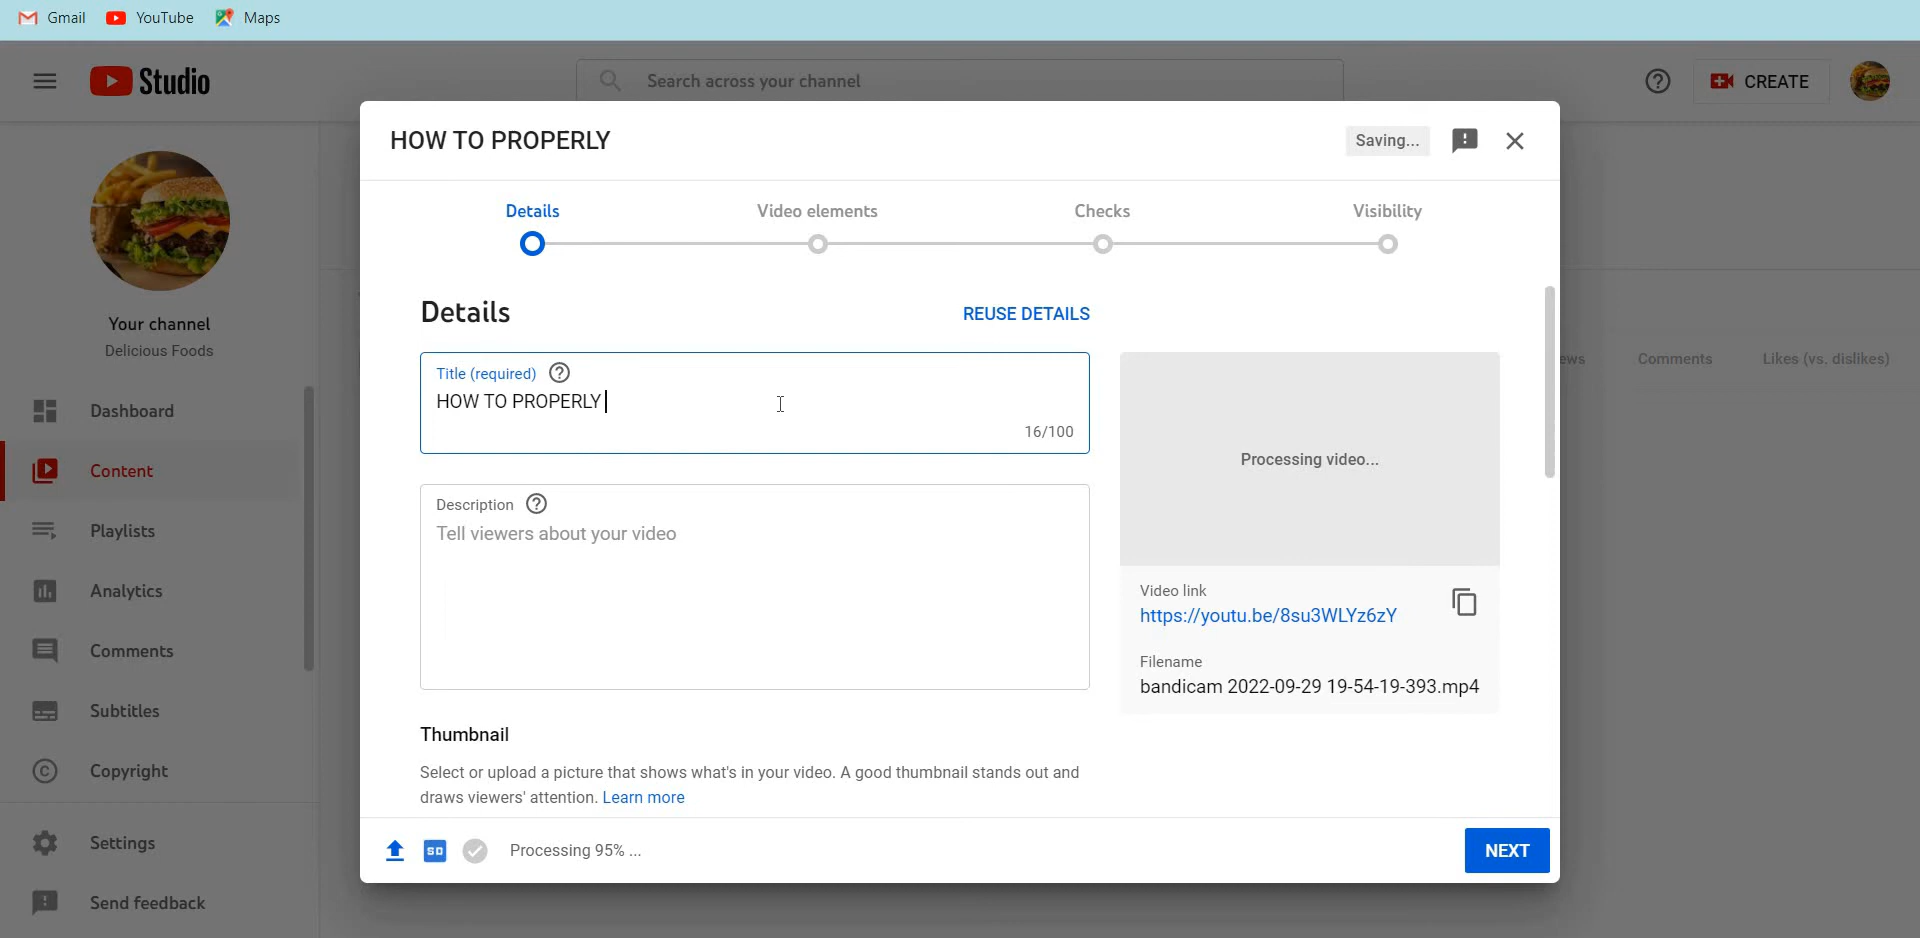 Gmail YouTube Maps
Studio
Search across your channel
CREATE
HOW TO PROPERLY
Saving...
Details Video elements Checks Visibility
Your channel
Delicious Foods
Dashboard
Content
Playlists
Analytics
Comments
Subtitles
Copyright
Settings
Send feedback
Details
REUSE DETAILS
Title (required)
HOW TO PROPERLY
16/100
Description
Tell viewers about your video
Thumbnail
Select or upload a picture that shows what's in your video. A good thumbnail stands out and
draws viewers' attention. Learn more
Processing video...
Video link
https://youtu.be/8su3WLYz6zY
Filename
bandicam 2022-09-29 19-54-19-393.mp4
Comments Likes (vs. dislikes)
SD
Processing 95% ...
NEXT